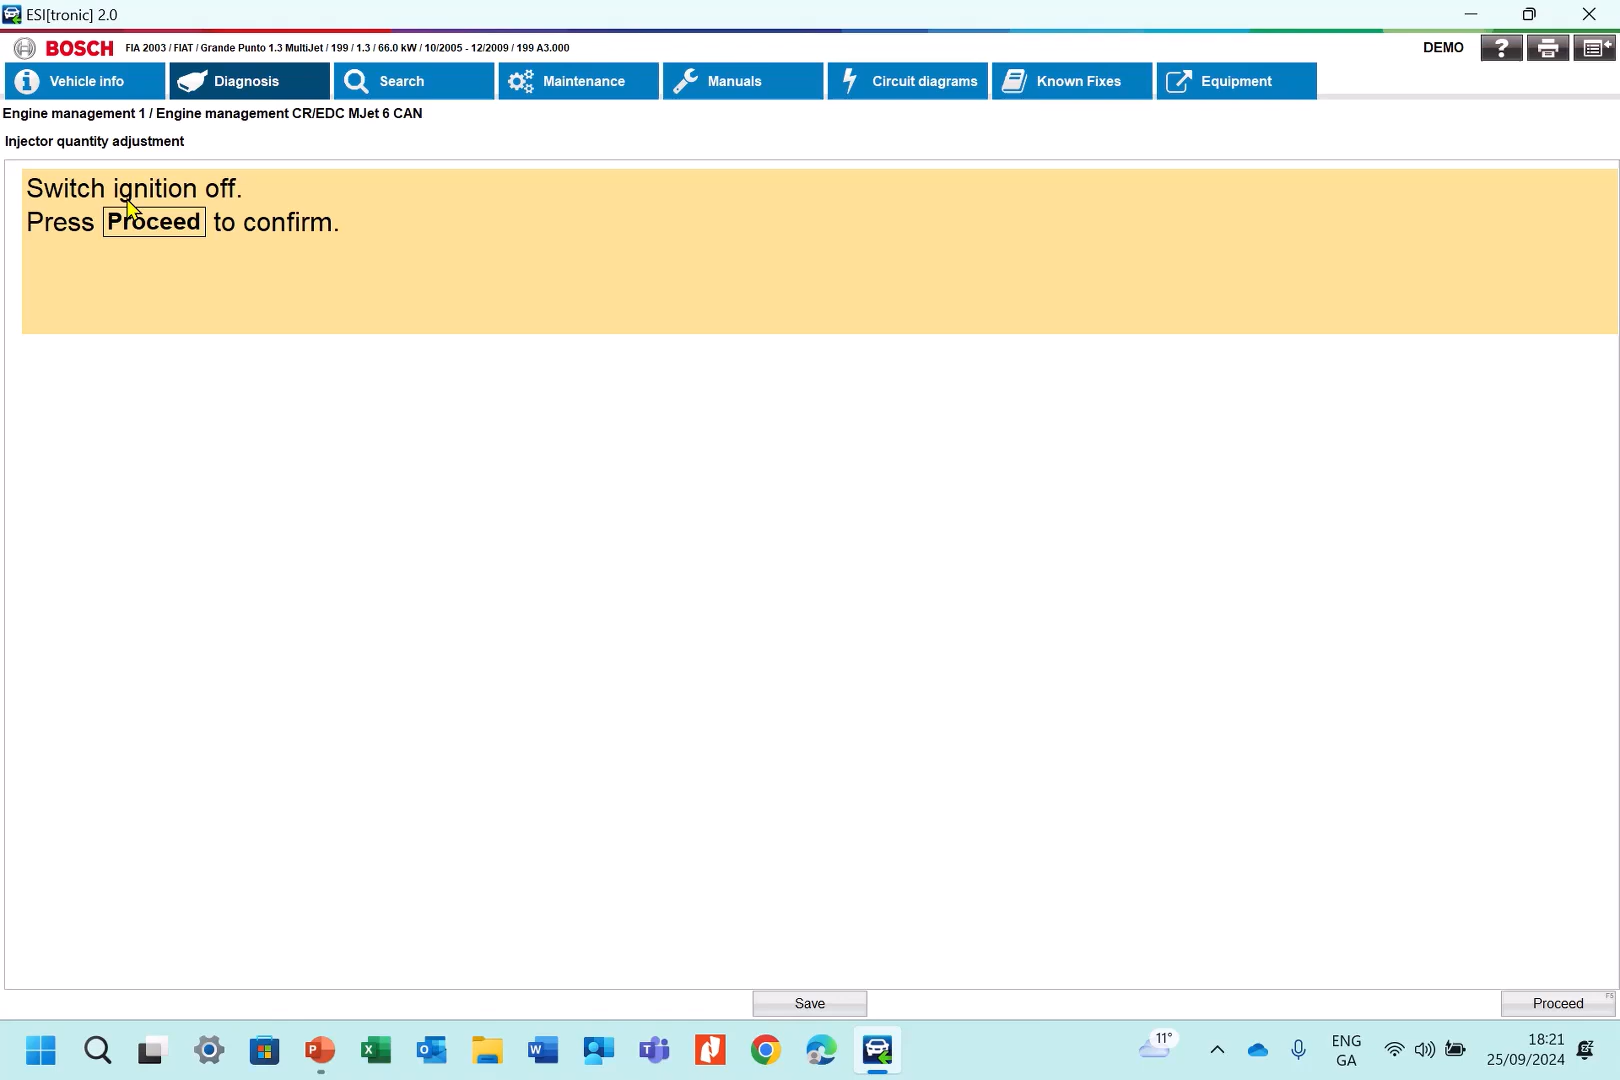 ESI[tronic] 2.0
BOSCH FIA 2003 / FIAT / Grande Punto 1.3 MultiJet / 199 / 1.3 / 66.0 kW / 10/2005 - 12/2009 / 199 A3.000 DEMO ?
Vehicle info Diagnosis Search Maintenance Manuals Circuit diagrams Known Fixes Equipment
Engine management 1 / Engine management CR/EDC MJet 6 CAN
Injector quantity adjustment
Switch ignition off.
Press Proceed to confirm.
Save Proceed F5
11° ENG 18:21
GA 25/09/2024